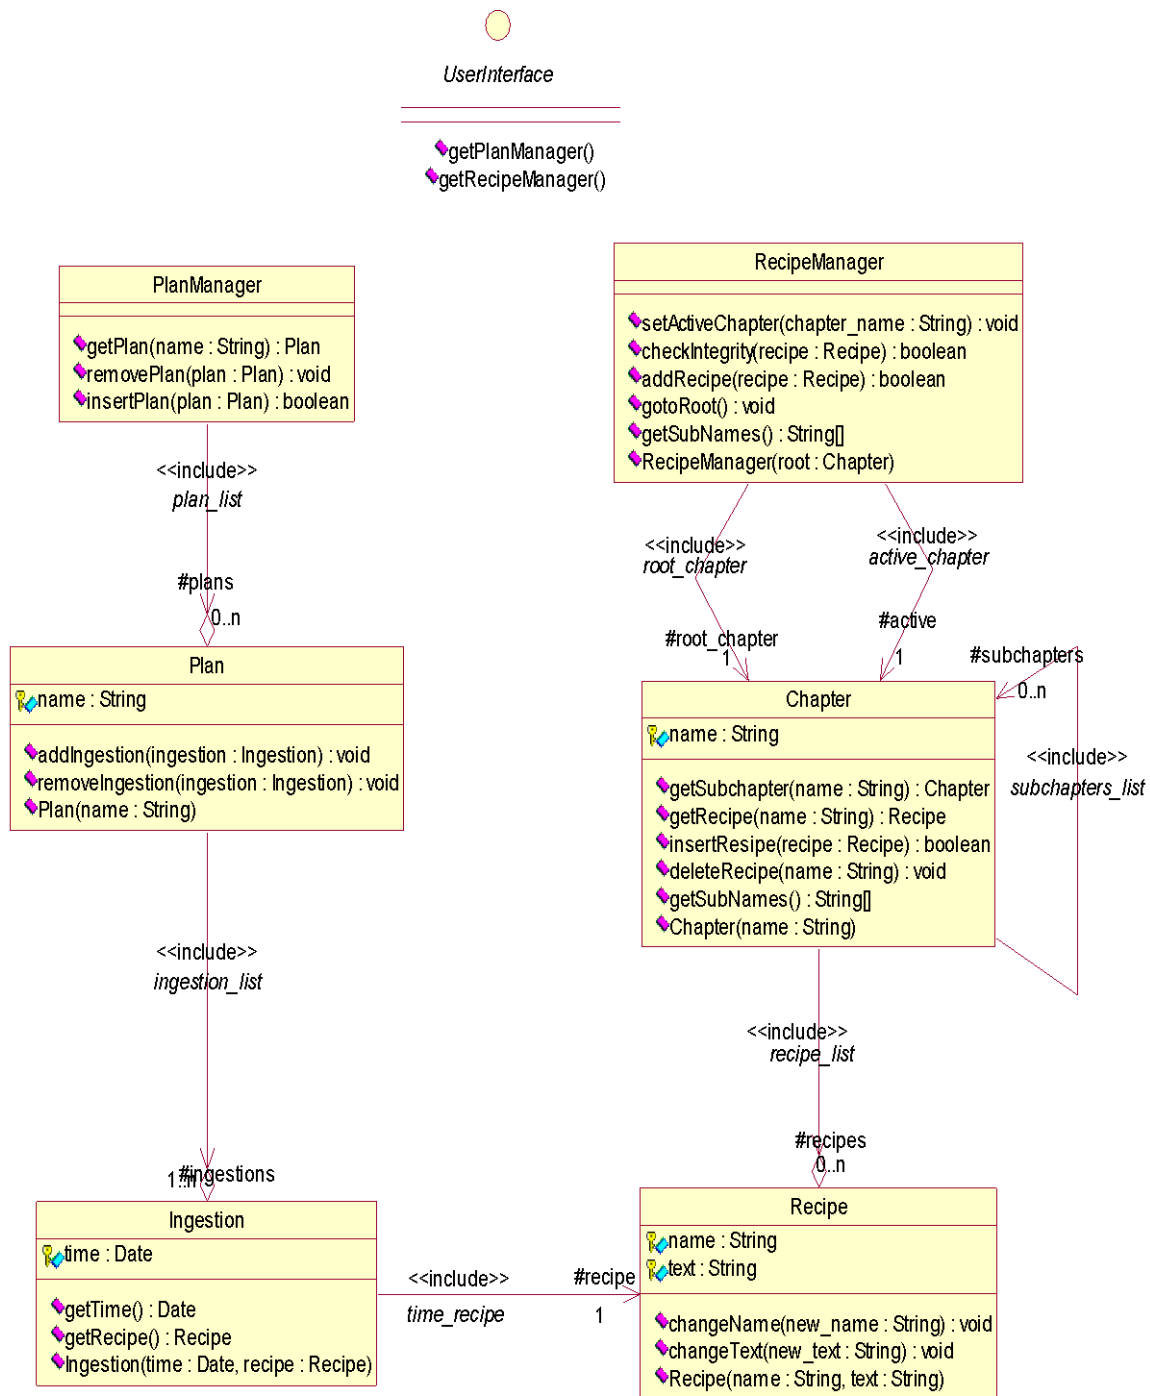 UserInterface
getPlanManager()
getRecipeManager()
PlanManager
getPlan(name : String) : Plan
removePlan(plan : Plan) : void
insertPlan(plan : Plan) : boolean
RecipeManager
setActiveChapter(chapter_name : String) : void
checkIntegrity(recipe : Recipe) : boolean
addRecipe(recipe : Recipe) : boolean
gotoRoot() : void
getSubNames() : String[]
RecipeManager(root : Chapter)
<<include>>
plan_list
#plans
0..n
<<include>>
root_chapter
#root_chapter
1
<<include>>
active_chapter
#active
1
Plan
name : String
addIngestion(ingestion : Ingestion) : void
removeIngestion(ingestion : Ingestion) : void
Plan(name : String)
Chapter
name : String
getSubchapter(name : String) : Chapter
getRecipe(name : String) : Recipe
insertResipe(recipe : Recipe) : boolean
deleteRecipe(name : String) : void
getSubNames() : String[]
Chapter(name : String)
#subchapters
0..n
<<include>>
subchapters_list
<<include>>
ingestion_list
#ingestions
1..n
<<include>>
recipe_list
#recipes
0..n
Ingestion
time : Date
getTime() : Date
getRecipe() : Recipe
Ingestion(time : Date, recipe : Recipe)
<<include>>
time_recipe
#recipe
1
Recipe
name : String
text : String
changeName(new_name : String) : void
changeText(new_text : String) : void
Recipe(name : String, text : String)